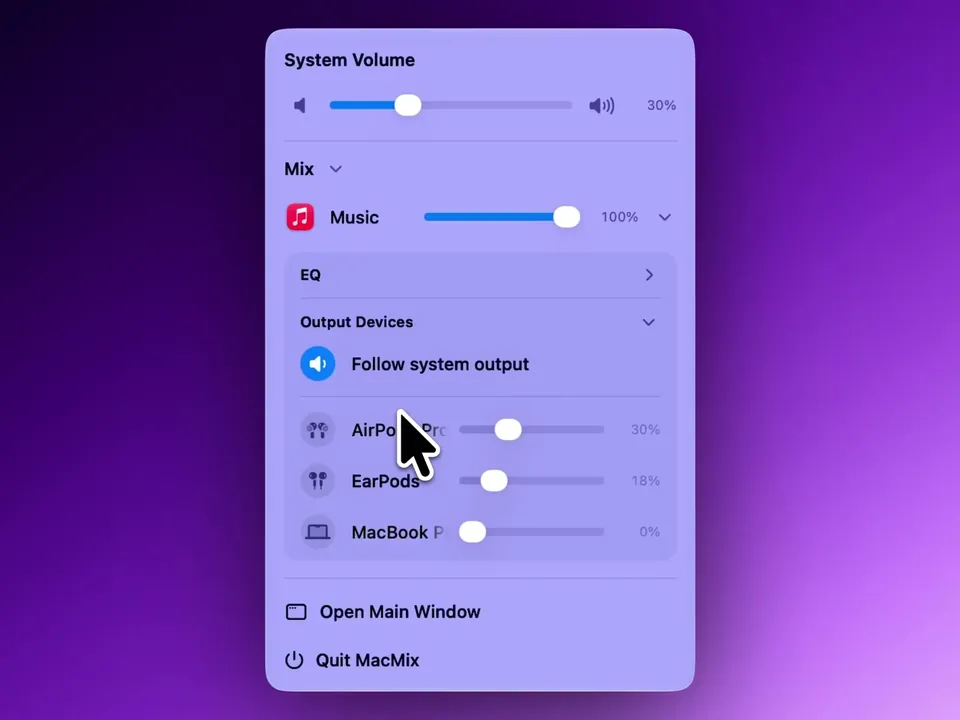 System Volume
30%
Mix
Music 100%
EQ
Output Devices
Follow system output
30%
EarPods 18%
MacBook 0%
Open Main Window
Quit MacMix